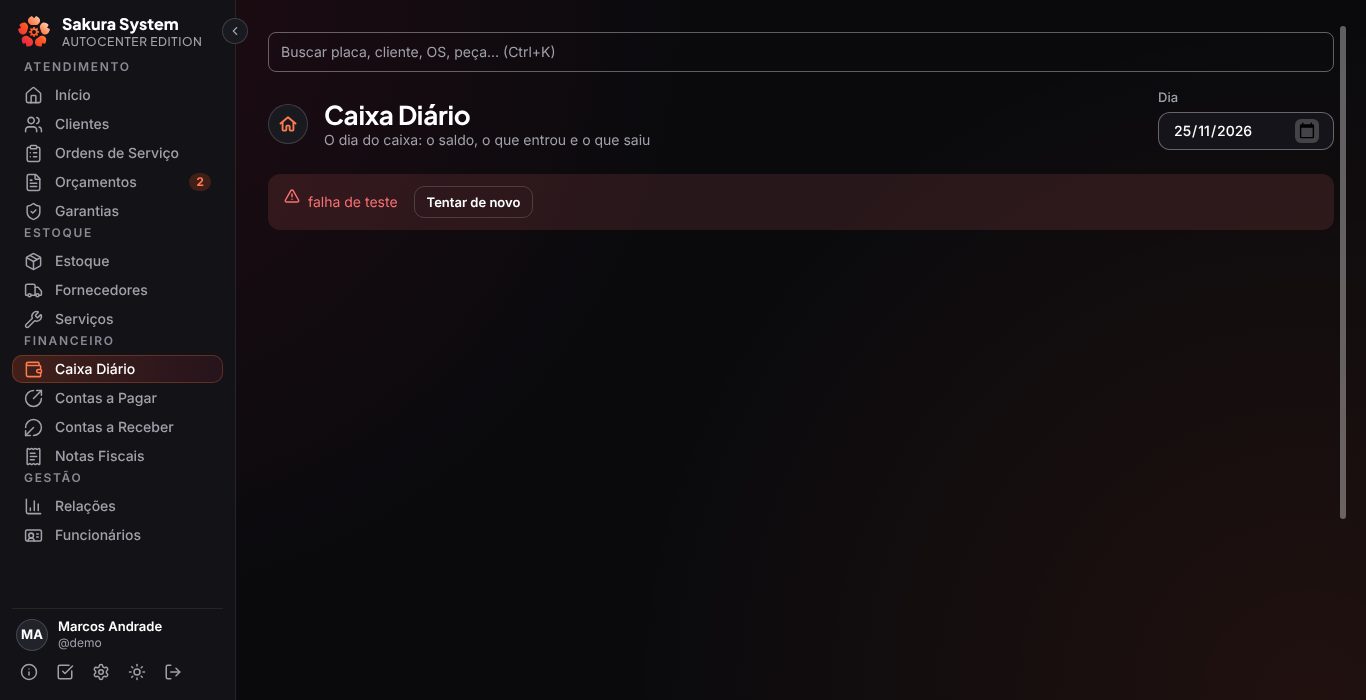 Sakura System
AUTOCENTER EDITION
ATENDIMENTO
Início
Clientes
Ordens de Serviço
Orçamentos 2
Garantias
ESTOQUE
Estoque
Fornecedores
Serviços
FINANCEIRO
Caixa Diário
Contas a Pagar
Contas a Receber
Notas Fiscais
GESTÃO
Relações
Funcionários
MA
Marcos Andrade
@demo
Buscar placa, cliente, OS, peça... (Ctrl+K)
Caixa Diário
O dia do caixa: o saldo, o que entrou e o que saiu
Dia
25/11/2026
falha de teste
Tentar de novo